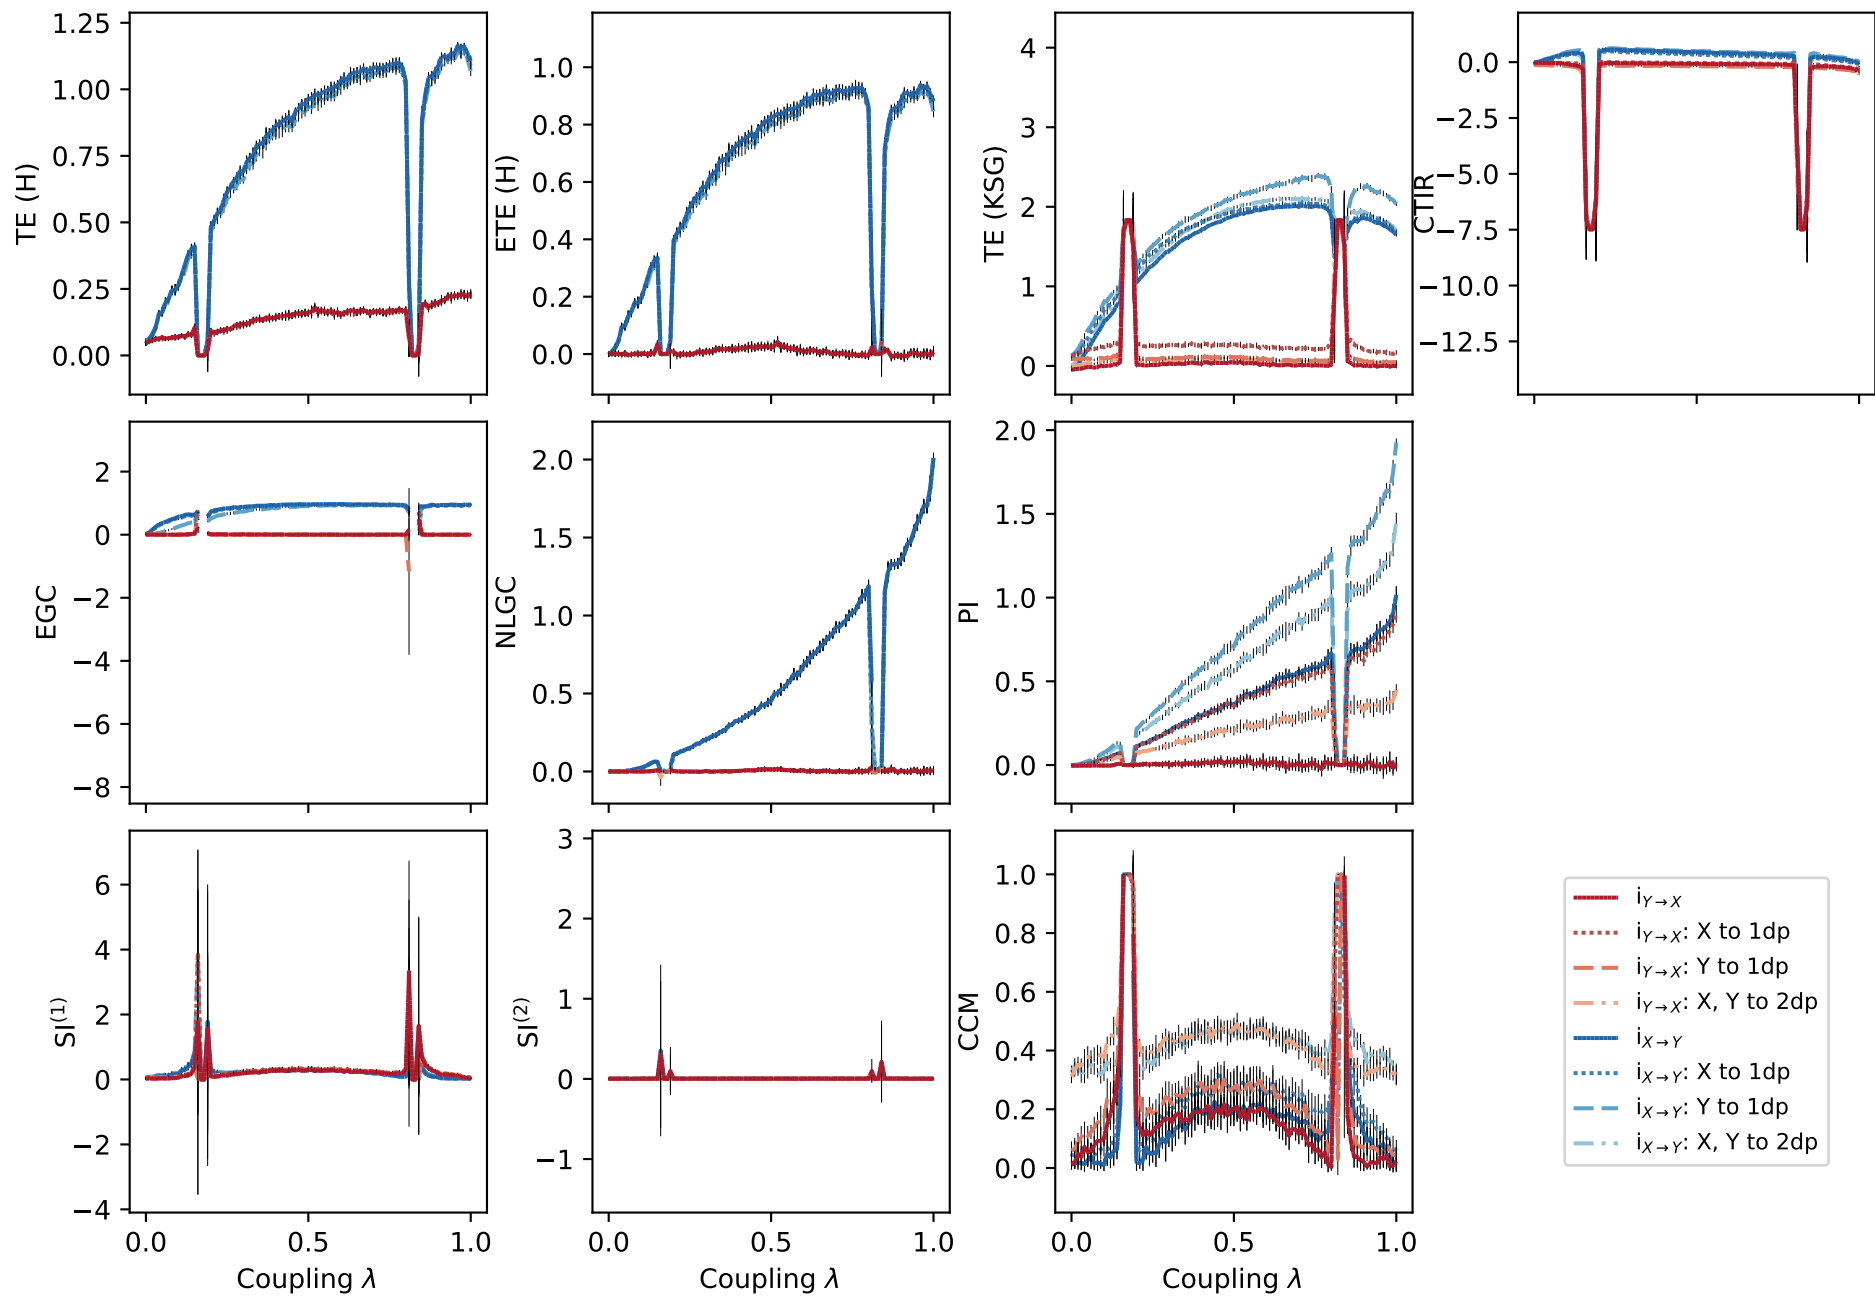 TE (H)
1.25
1.00
0.75
0.50
0.25
0.00
ETE (H)
1.0
0.8
0.6
0.4
0.2
0.0
TE (KSG)
4
3
2
1
0
CTIR
0.0
−2.5
−5.0
−7.5
−10.0
−12.5
EGC
2
0
−2
−4
−6
−8
NLGC
2.0
1.5
1.0
0.5
0.0
PI
2.0
1.5
1.0
0.5
0.0
SI(1)
6
4
2
0
−2
−4
0.0 0.5 1.0
Coupling λ
SI(2)
3
2
1
0
−1
0.0 0.5 1.0
Coupling λ
CCM
1.0
0.8
0.6
0.4
0.2
0.0
0.0 0.5 1.0
Coupling λ
iY→X
iY→X: X to 1dp
iY→X: Y to 1dp
iY→X: X, Y to 2dp
iX→Y
iX→Y: X to 1dp
iX→Y: Y to 1dp
iX→Y: X, Y to 2dp